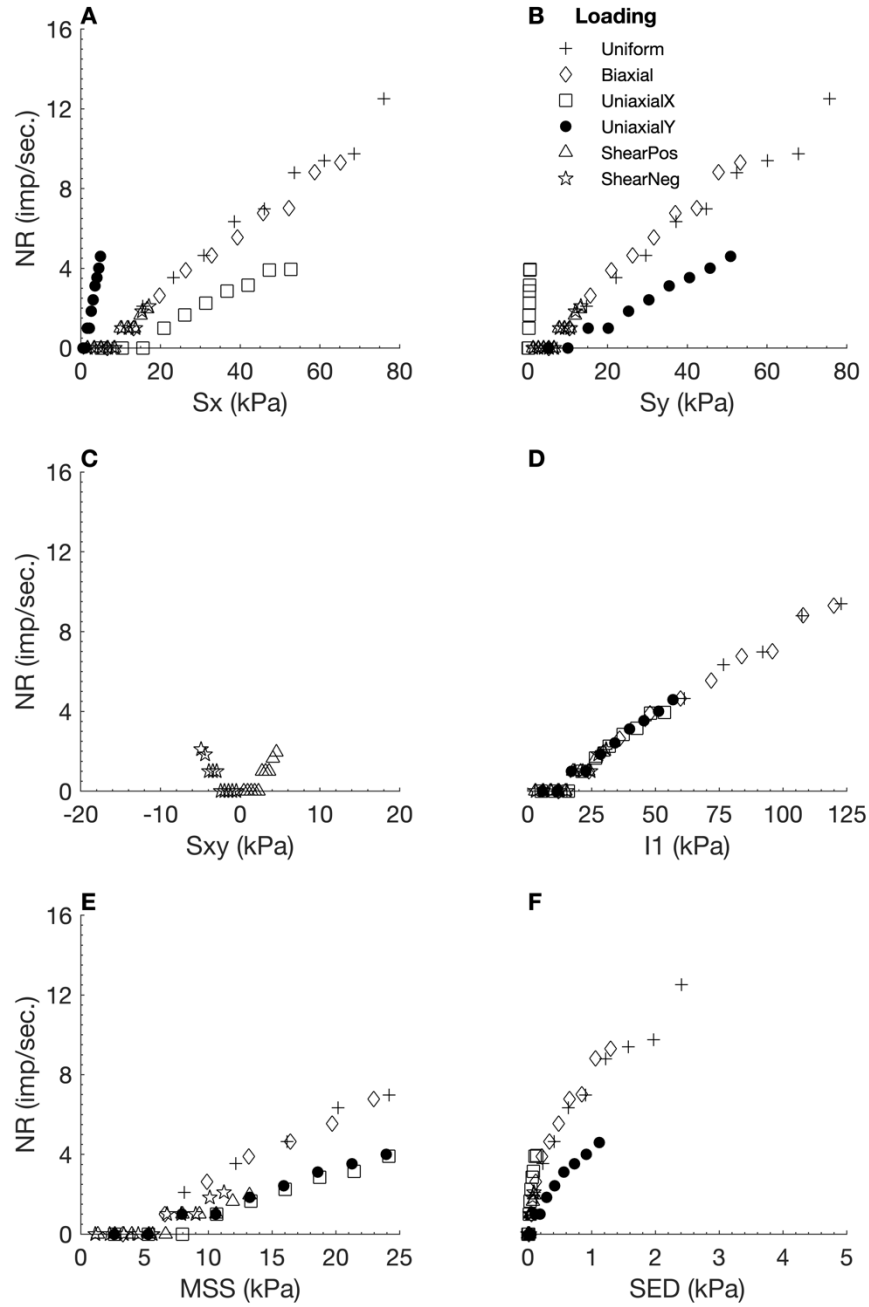 A
B
Loading
Uniform
Biaxial
UniaxialX
UniaxialY
ShearPos
ShearNeg
16
12
8
4
0
NR (imp/sec.)
0 20 40 60 80
Sx (kPa)
0 20 40 60 80
Sy (kPa)
C
D
16
12
8
4
0
NR (imp/sec.)
-20 -10 0 10 20
Sxy (kPa)
0 25 50 75 100 125
I1 (kPa)
E
F
16
12
8
4
0
NR (imp/sec.)
0 5 10 15 20 25
MSS (kPa)
0 1 2 3 4 5
SED (kPa)